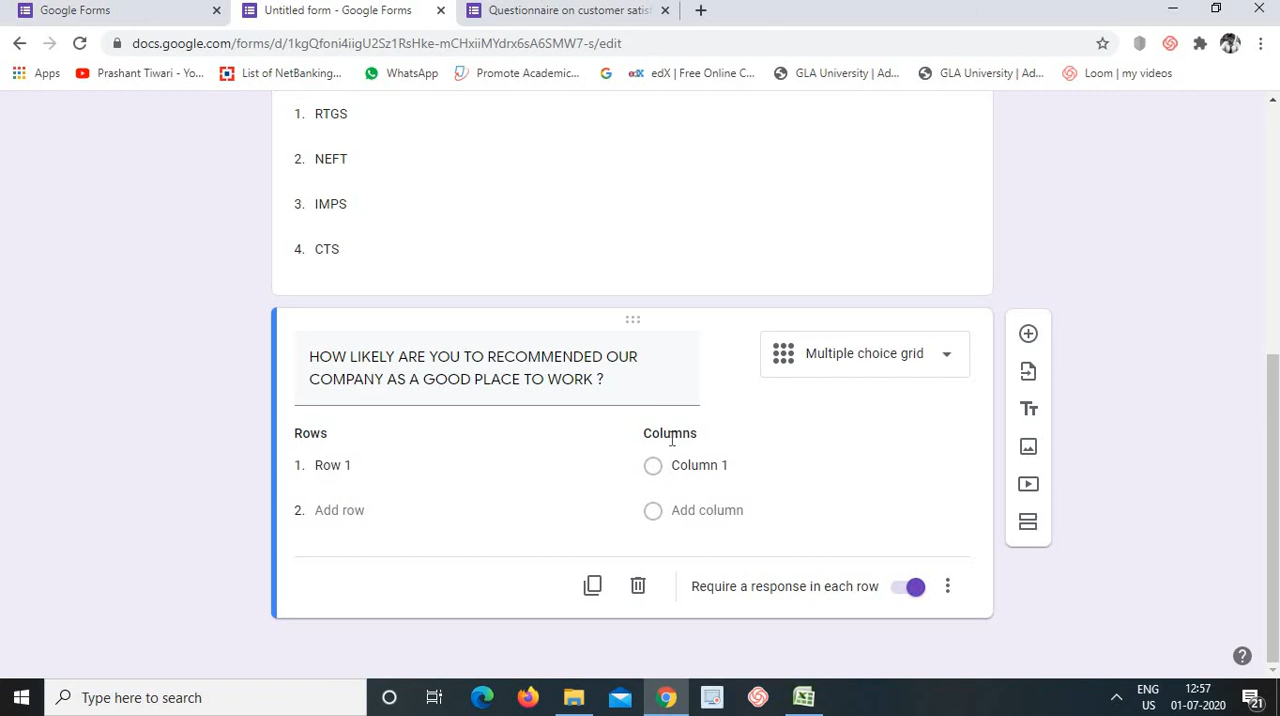 Google Forms
Untitled form - Google Forms
Questionnaire on customer satis
docs.google.com/forms/d/1kgQfoni4iigU2Sz1RsHke-mCHxiiMYdrx6sA6SMW7-s/edit
Apps
Prashant Tiwari - Yo...
List of NetBanking...
WhatsApp
Promote Academic...
edX | Free Online C...
GLA University | Ad...
GLA University | Ad...
Loom | my videos
1. RTGS
2. NEFT
3. IMPS
4. CTS
HOW LIKELY ARE YOU TO RECOMMENDED OUR
COMPANY AS A GOOD PLACE TO WORK ?
Multiple choice grid
Rows
Columns
1. Row 1
Column 1
2. Add row
Add column
Require a response in each row
Type here to search
ENG
US
12:57
01-07-2020
21